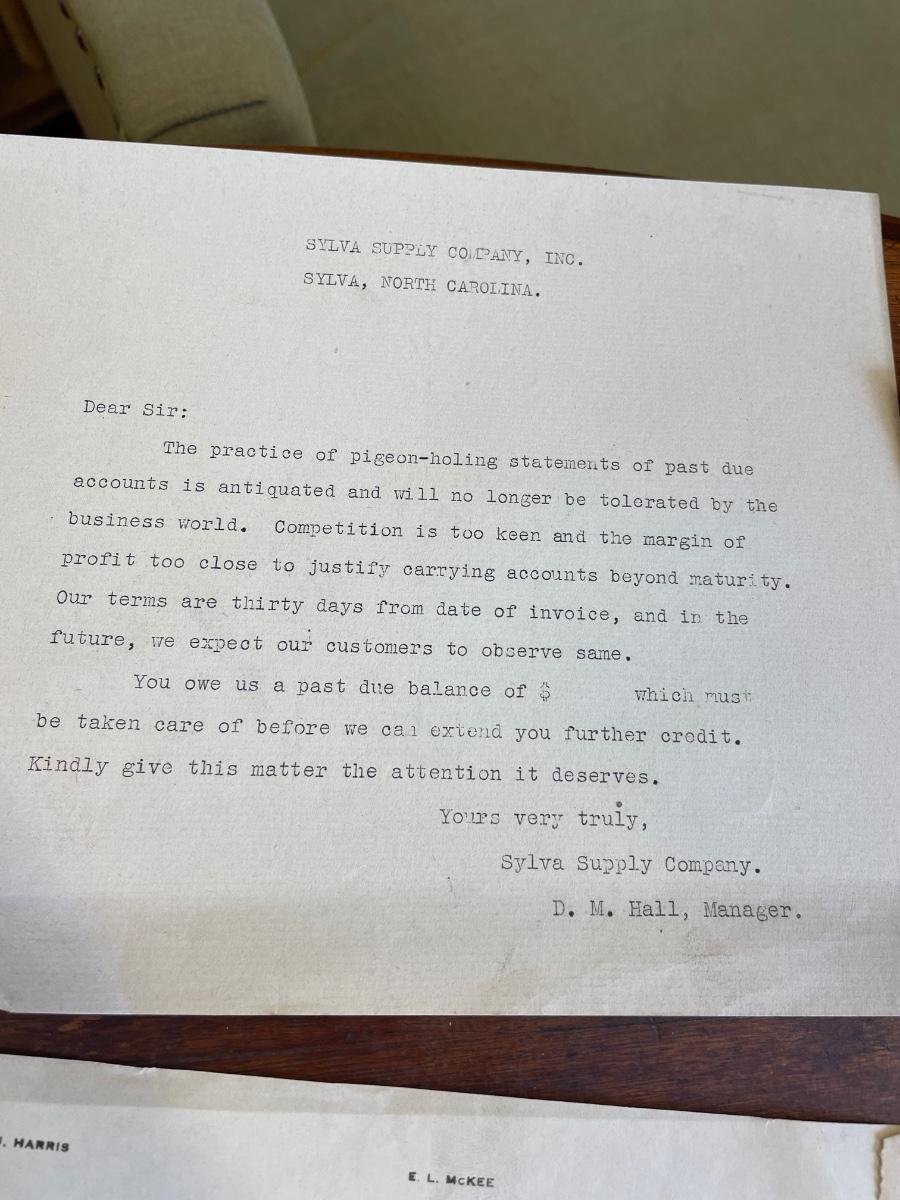 SYLVA SUPPLY COMPANY, INC.
SYLVA, NORTH CAROLINA.
Dear Sir:
The practice of pigeon-holing statements of past due
accounts is antiquated and will no longer be tolerated by the
business world. Competition is too keen and the margin of
profit too close to justify carrying accounts beyond maturity.
Our terms are thirty days from date of invoice, and in the
future, we expect our customers to observe same.
You owe us a past due balance of $ which must
be taken care of before we can extend you further credit.
Kindly give this matter the attention it deserves.
Yours very truly,
Sylva Supply Company.
D. M. Hall, Manager.
HARRIS
E. L. McKEE